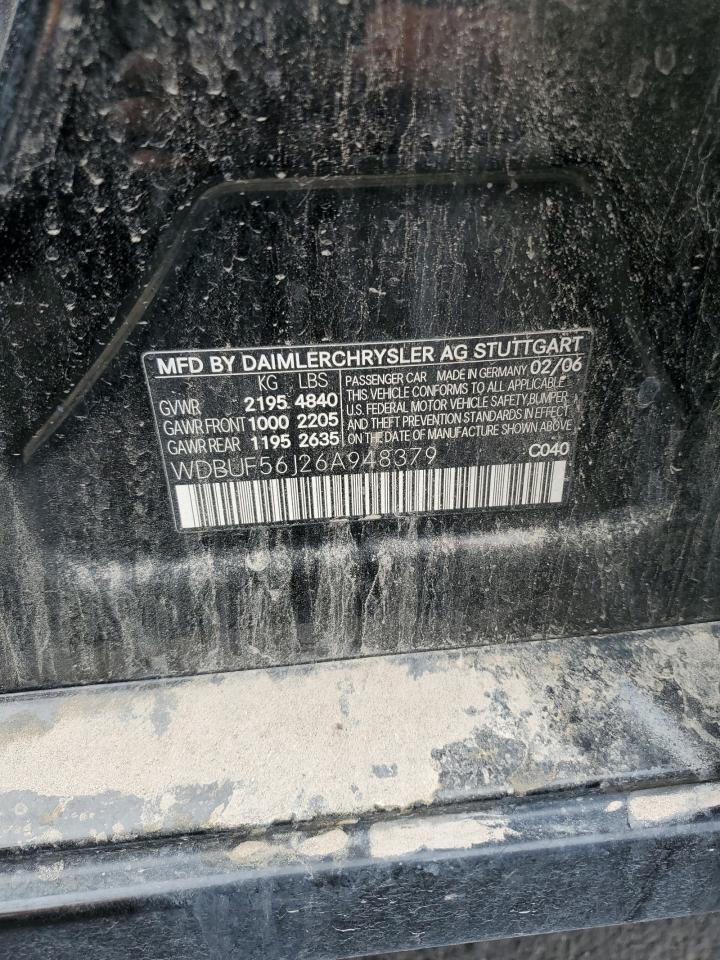 MFD BY DAIMLERCHRYSLER AG STUTTGART
KG LBS
GVWR 2195 4840
GAWR FRONT 1000 2205
GAWR REAR 1195 2635
PASSENGER CAR MADE IN GERMANY 02/06
THIS VEHICLE CONFORMS TO ALL APPLICABLE
U.S. FEDERAL MOTOR VEHICLE SAFETY, BUMPER
AND THEFT PREVENTION STANDARDS IN EFFECT
ON THE DATE OF MANUFACTURE SHOWN ABOVE.
WDBUF56J26A948379 C040